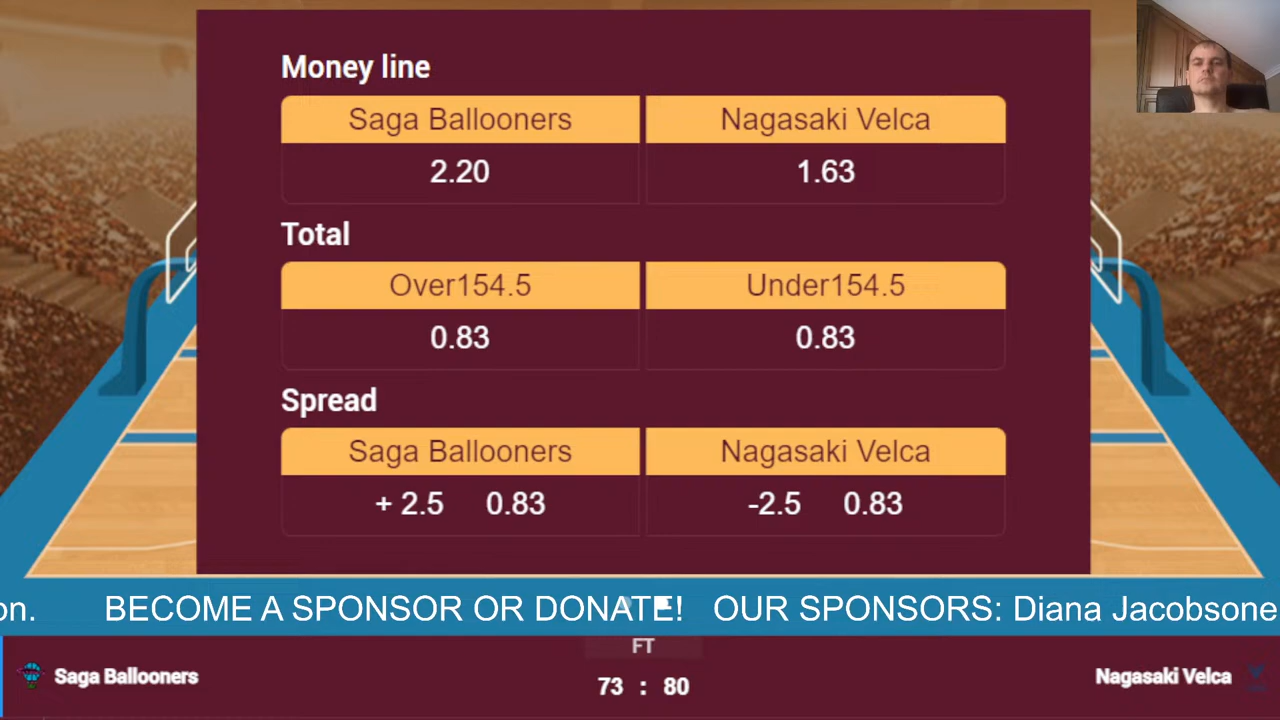 Money line
Saga Ballooners Nagasaki Velca
2.20 1.63
Total
Over154.5 Under154.5
0.83 0.83
Spread
Saga Ballooners Nagasaki Velca
+ 2.5 0.83 -2.5 0.83
on. BECOME A SPONSOR OR DONATE! OUR SPONSORS: Diana Jacobsone
FT
Saga Ballooners 73 : 80 Nagasaki Velca